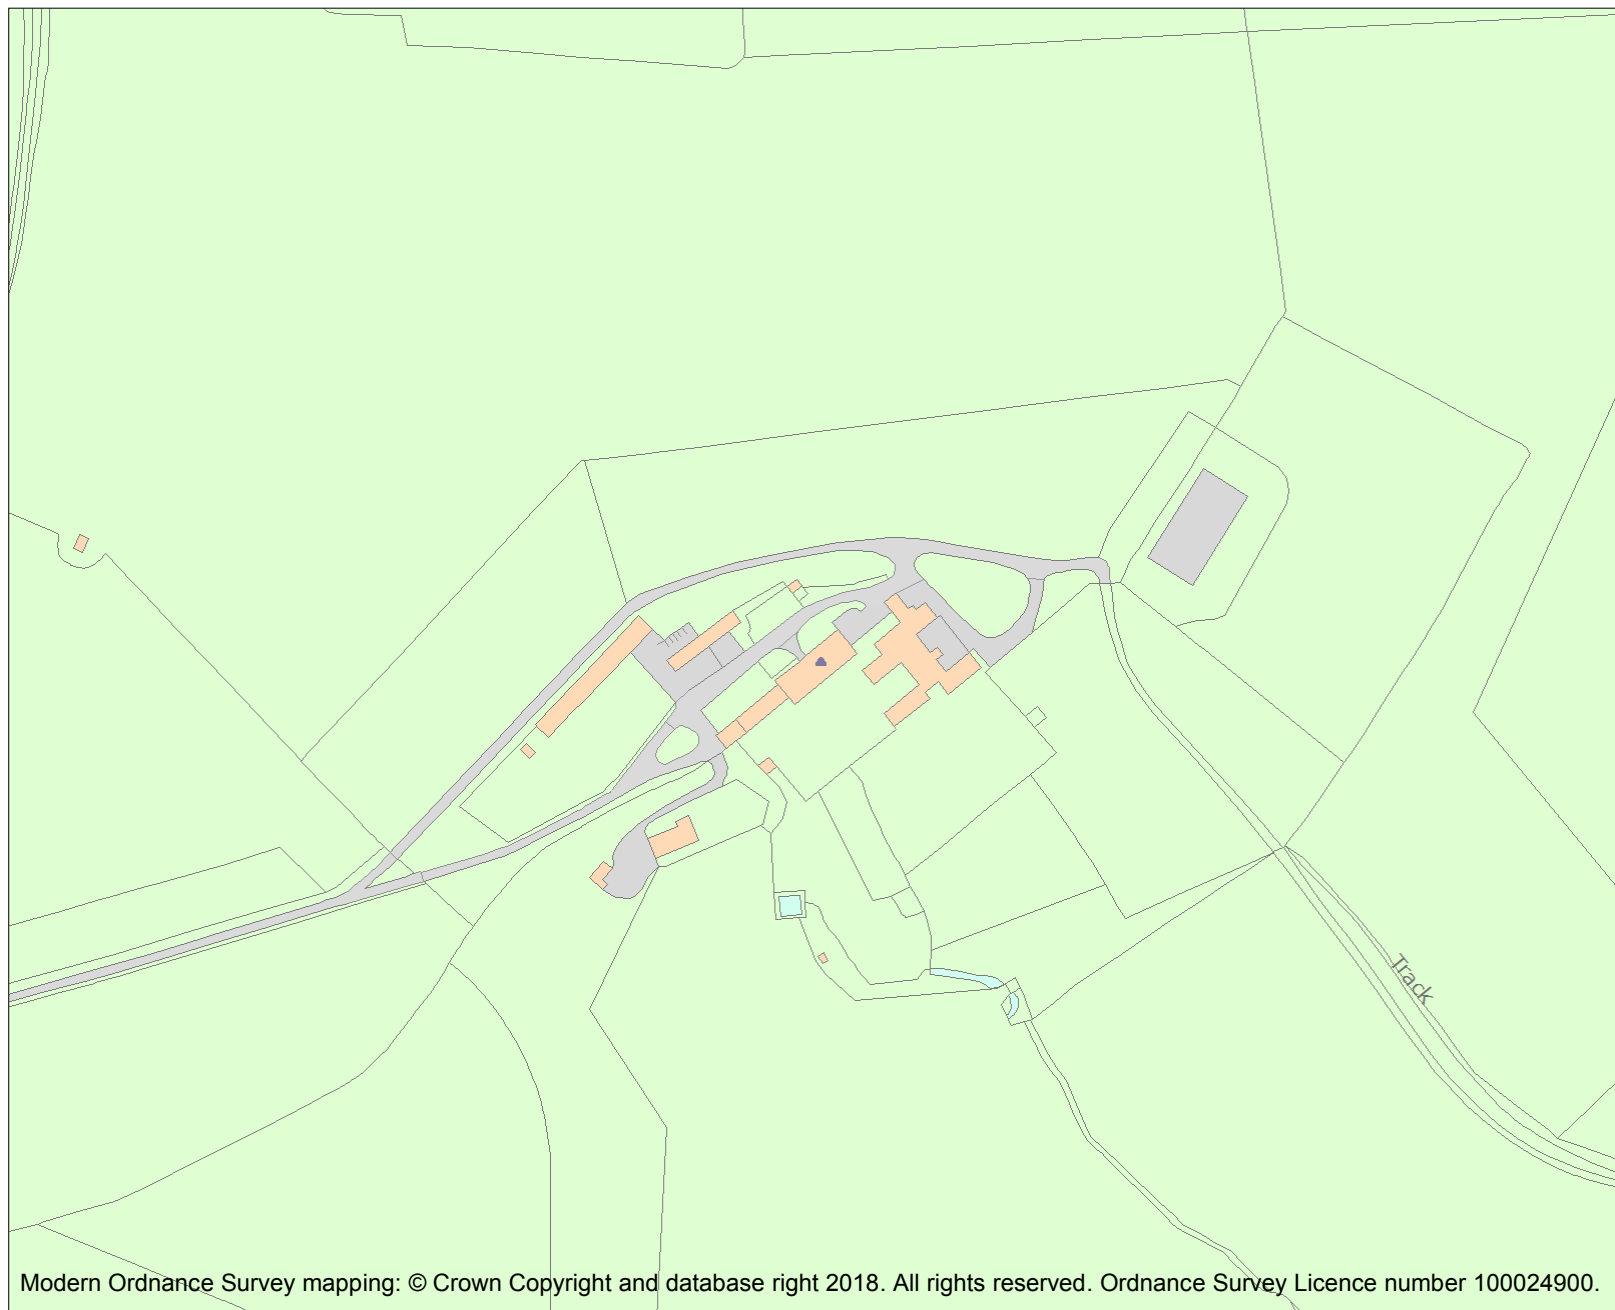 Track
Modern Ordnance Survey mapping: © Crown Copyright and database right 2018. All rights reserved. Ordnance Survey Licence number 100024900.